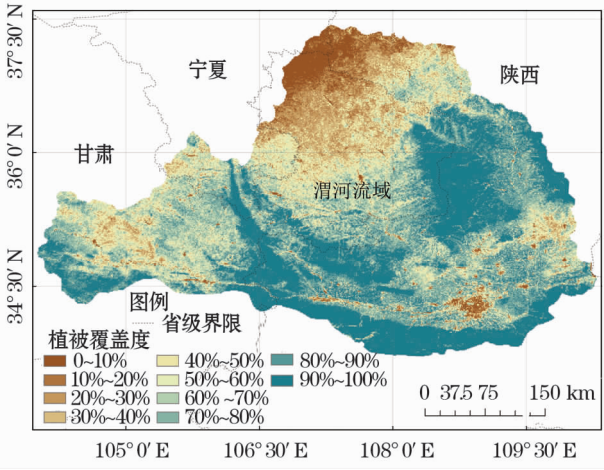 37°30′ N
36°0′ N
34°30′ N
宁夏
陕西
甘肃
渭河流域
图例
省级界限
植被覆盖度
0~10%
10%~20%
20%~30%
30%~40%
40%~50%
50%~60%
60% ~70%
70%~80%
80%~90%
90%~100%
0 37.5 75 150 km
105°0′ E
106°30′ E
108°0′ E
109°30′ E